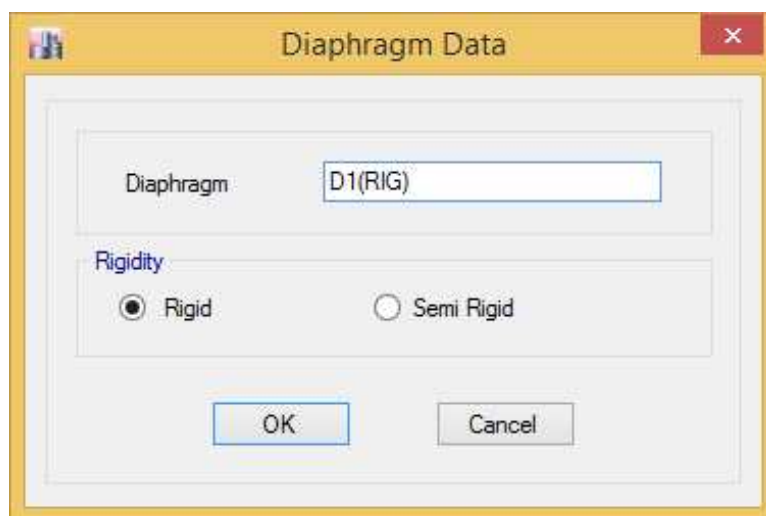 Diaphragm Data
Diaphragm D1(RIG)
Rigidity
Rigid Semi Rigid
OK Cancel